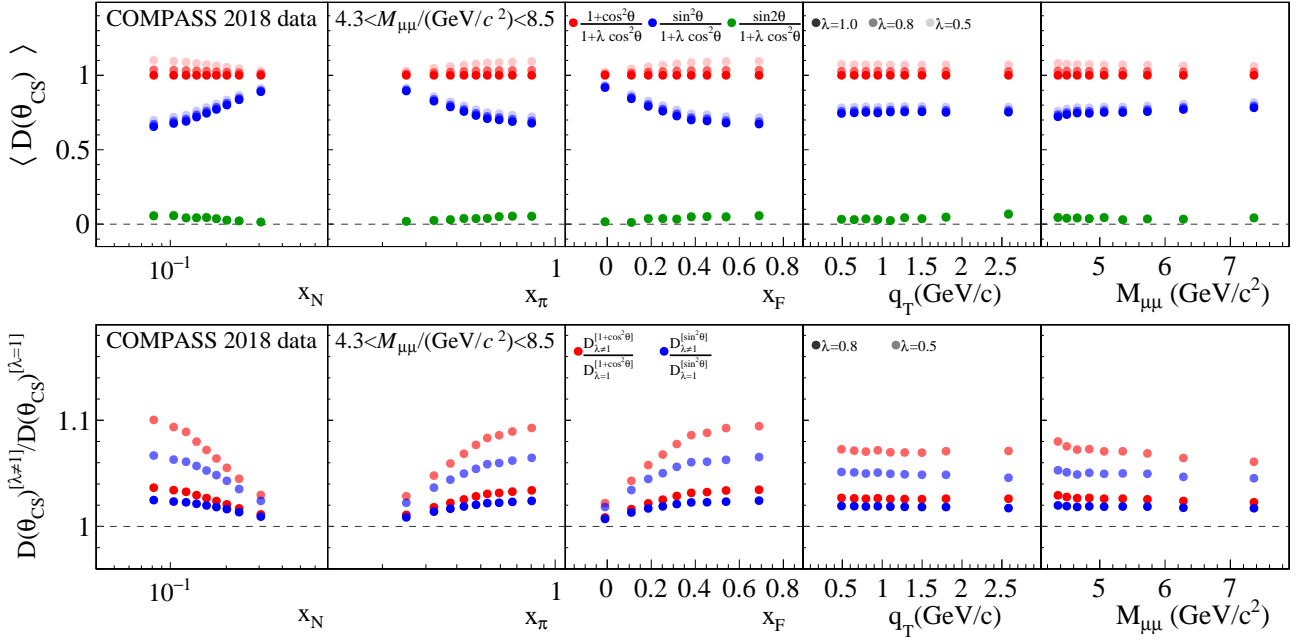 COMPASS 2018 data
4.3<M_μμ/(GeV/c²)<8.5
1+cos²θ / 1+λ cos²θ
sin²θ / 1+λ cos²θ
sin2θ / 1+λ cos²θ
λ=1.0 λ=0.8 λ=0.5
⟨ D(θ_CS) ⟩
1
0.5
0
10⁻¹
x_N
1
x_π
0 0.2 0.4 0.6 0.8
x_F
0.5 1 1.5 2 2.5
q_T(GeV/c)
5 6 7
M_μμ (GeV/c²)
COMPASS 2018 data
4.3<M_μμ/(GeV/c²)<8.5
D_λ≠1^[1+cos²θ] / D_λ=1^[1+cos²θ]
D_λ≠1^[sin²θ] / D_λ=1^[sin²θ]
λ=0.8 λ=0.5
D(θ_CS)^[λ≠1]/D(θ_CS)^[λ=1]
1.1
1
10⁻¹
x_N
1
x_π
0 0.2 0.4 0.6 0.8
x_F
0.5 1 1.5 2 2.5
q_T(GeV/c)
5 6 7
M_μμ (GeV/c²)